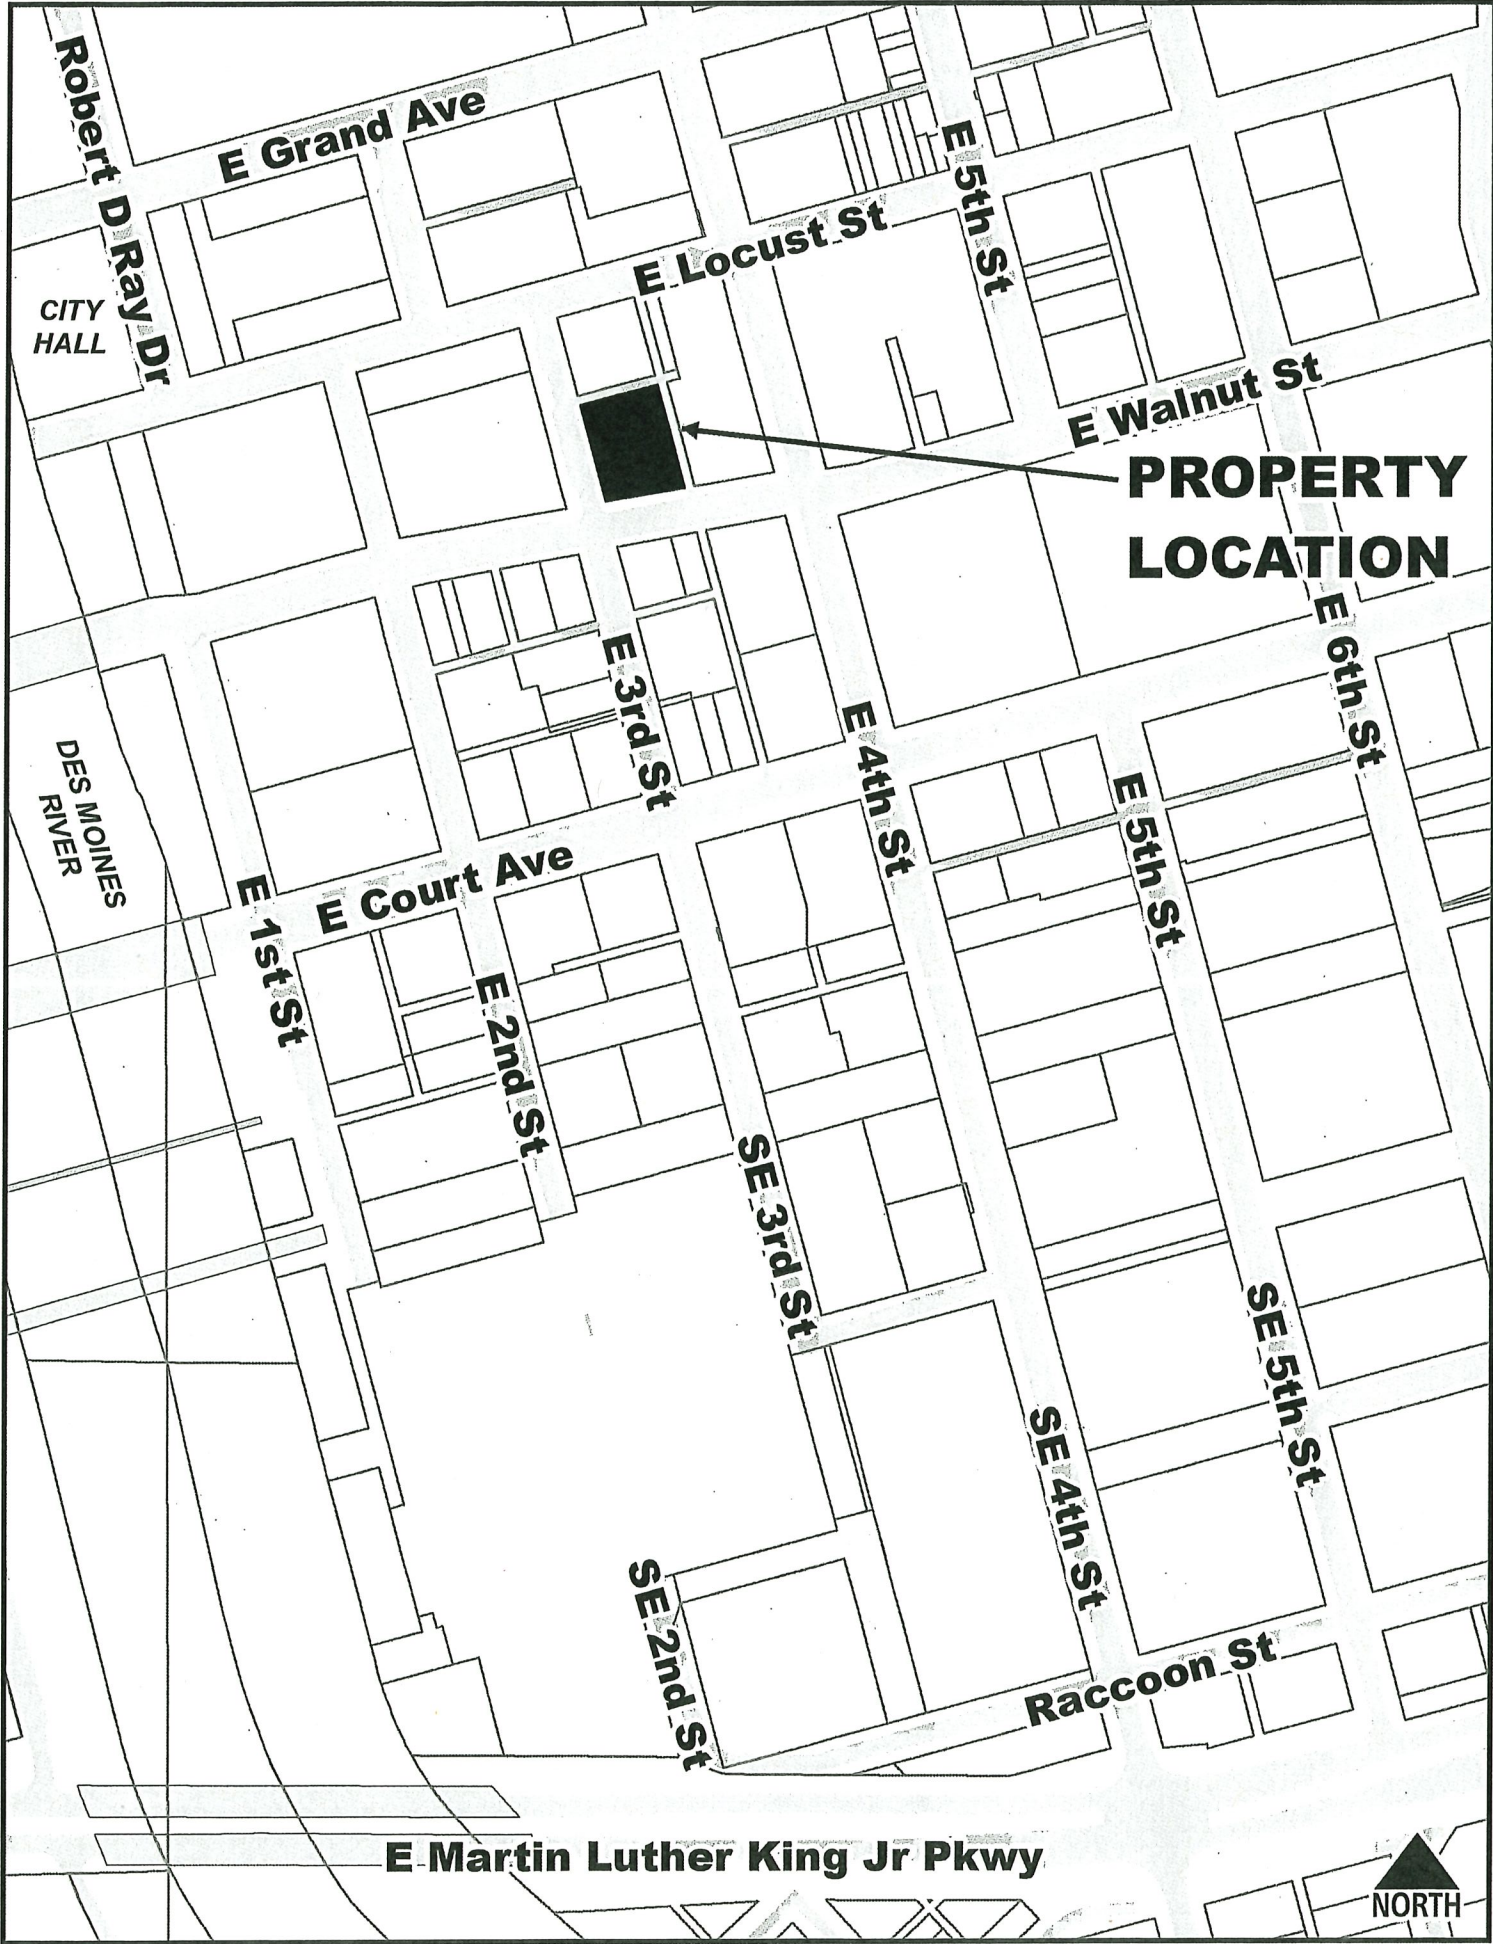 Robert D Ray Dr
E Grand Ave
E 5th St
E Locust St
CITY
HALL
E Walnut St
PROPERTY
LOCATION
E 6th St
E 3rd St
E 4th St
DES MOINES
RIVER
E 5th St
E Court Ave
E 1st St
E 2nd St
SE 3rd St
SE 5th St
SE 4th St
SE 2nd St
Raccoon St
E Martin Luther King Jr Pkwy
NORTH